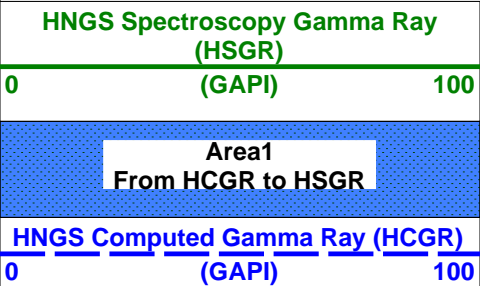 HNGS Spectroscopy Gamma Ray
(HSGR)
0 (GAPI) 100
Area1
From HCGR to HSGR
HNGS Computed Gamma Ray (HCGR)
0 (GAPI) 100